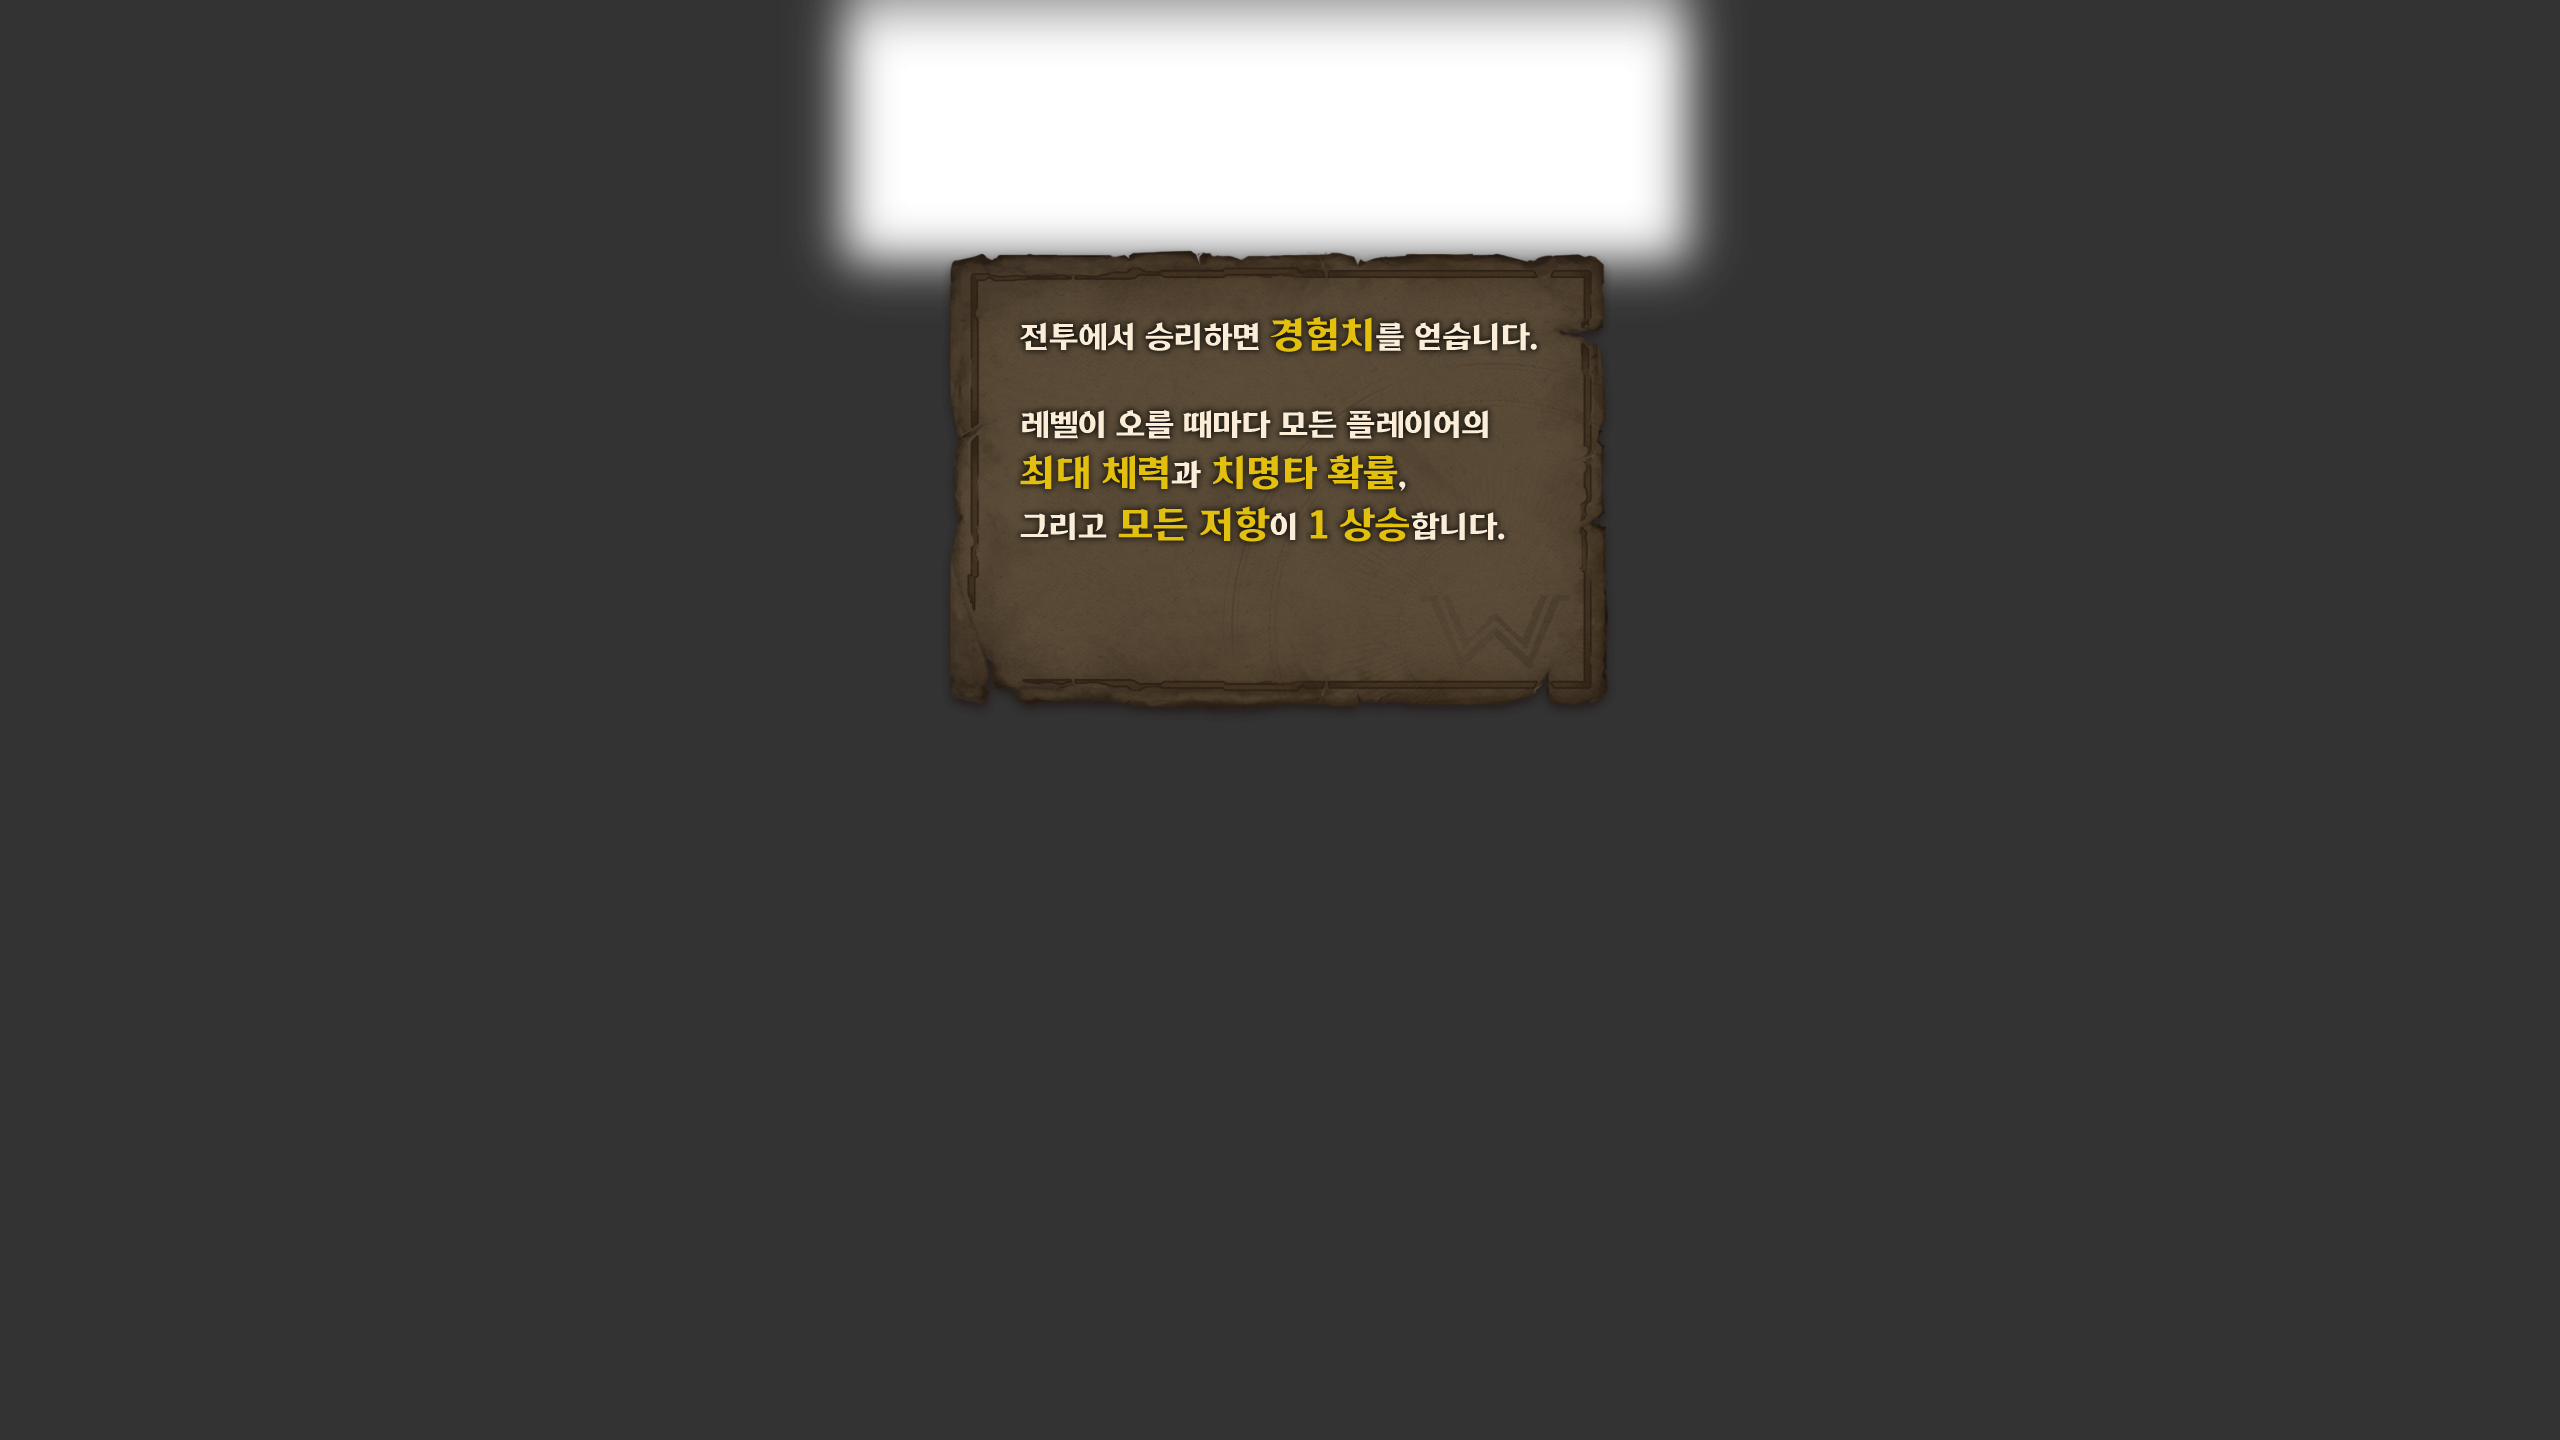 전투에서 승리하면 경험치를 얻습니다.
레벨이 오를 때마다 모든 플레이어의
최대 체력과 치명타 확률,
그리고 모든 저항이 1 상승합니다.
W